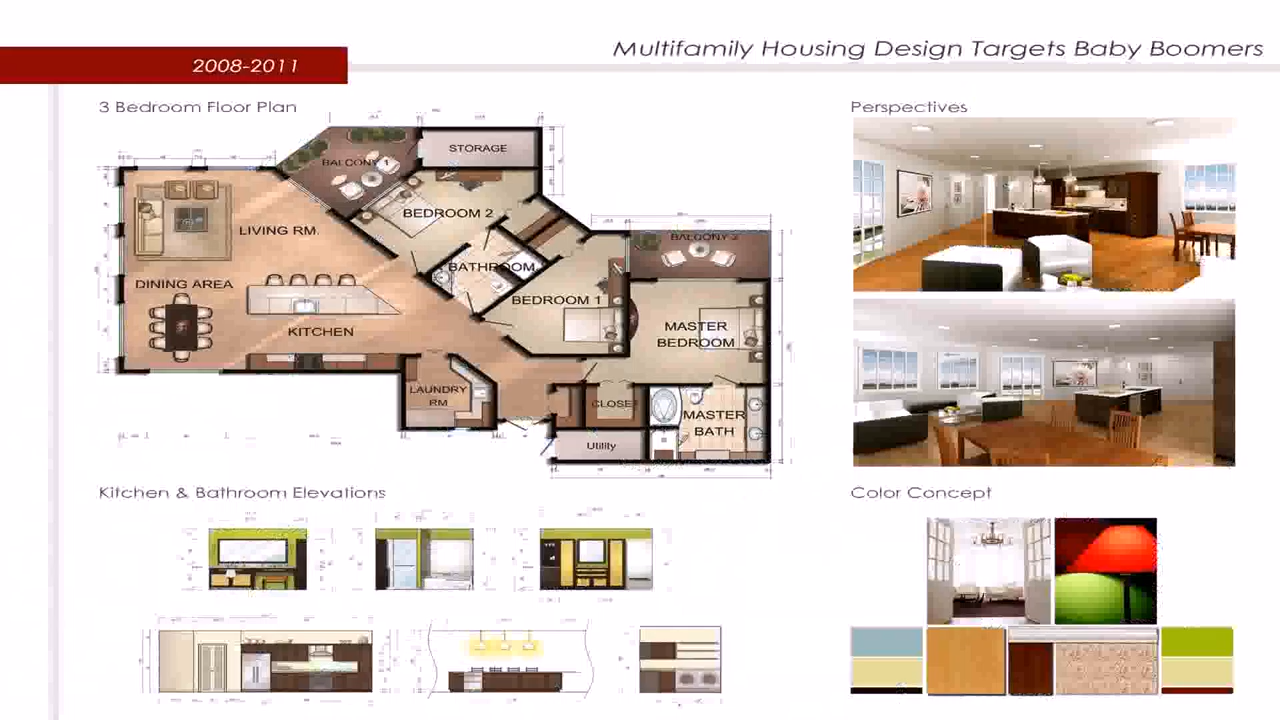 Multifamily Housing Design Targets Baby Boomers
2008-2011
3 Bedroom Floor Plan
Perspectives
BALCONY 1
STORAGE
BEDROOM 2
LIVING RM.
BALCONY 2
BATHROOM
DINING AREA
BEDROOM 1
KITCHEN
MASTER
BEDROOM
LAUNDRY
RM
CLOSET
MASTER
BATH
Utility
Kitchen & Bathroom Elevations
Color Concept